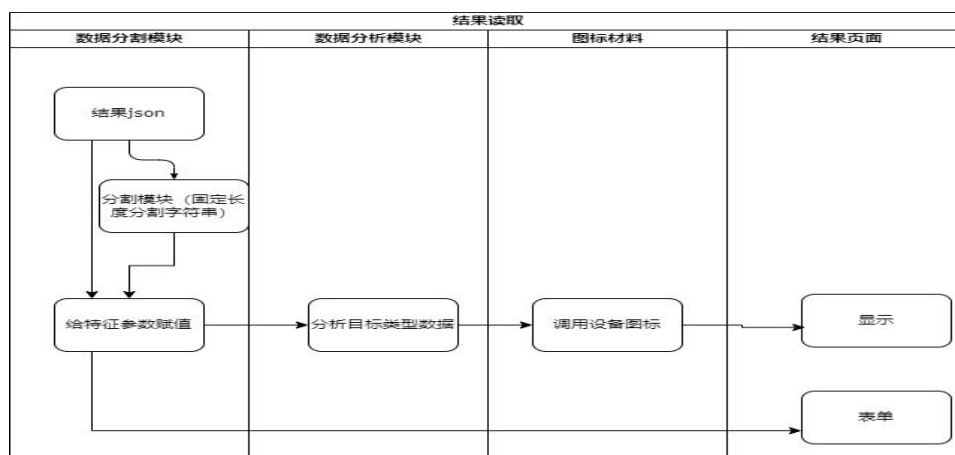 结果读取
数据分割模块
数据分析模块
图标材料
结果页面
结果json
分割模块（固定长
度分割字符串）
给特征参数赋值
分析目标类型数据
调用设备图标
显示
表单